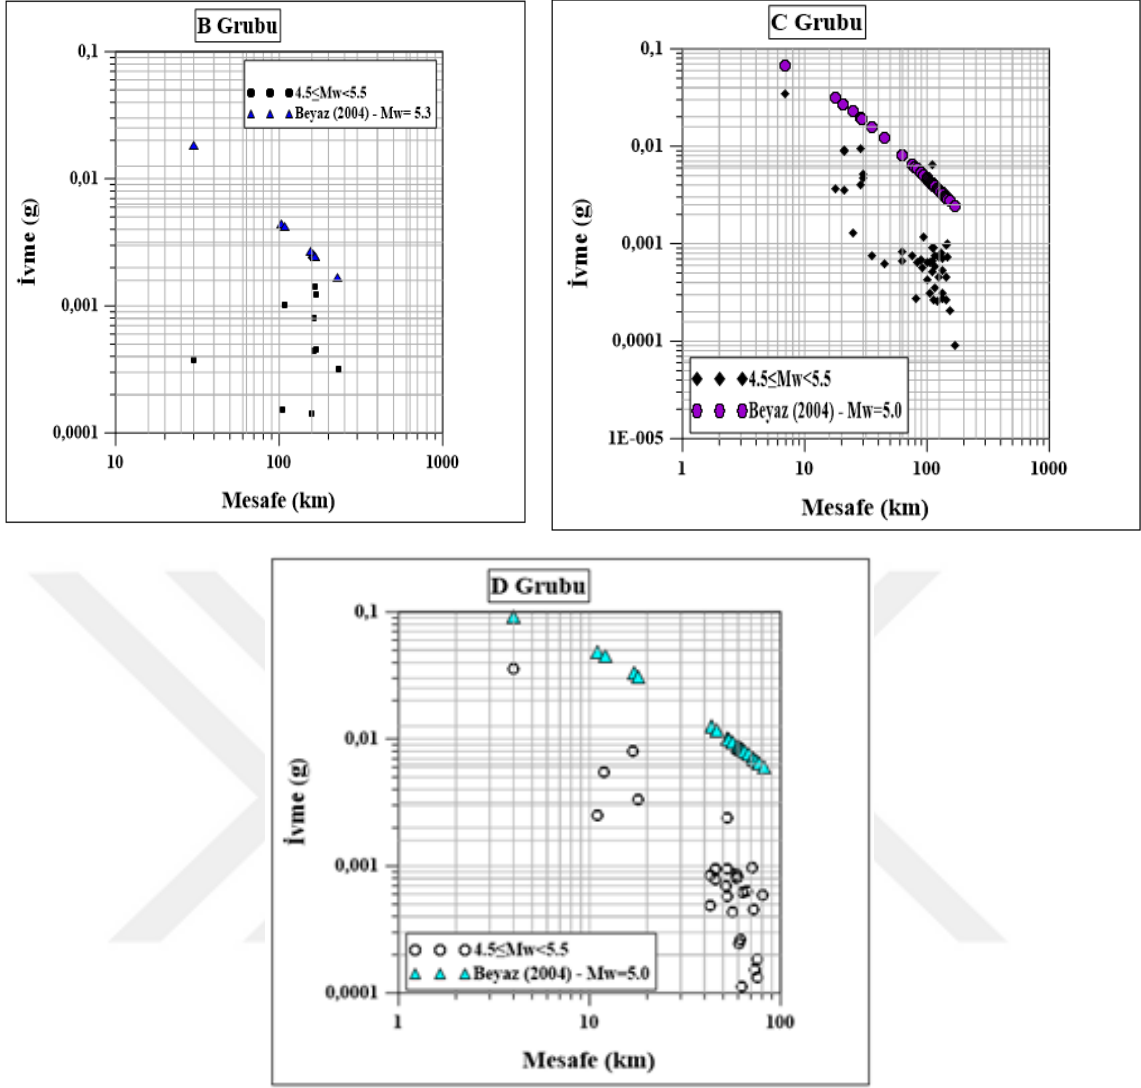 B Grubu
0,1
0,01
0,001
0,0001
İvme (g)
4.5≤Mw<5.5
Beyaz (2004) - Mw= 5.3
10
100
1000
Mesafe (km)
C Grubu
0,1
0,01
0,001
0,0001
1E-005
İvme (g)
4.5≤Mw<5.5
Beyaz (2004) - Mw=5.0
1
10
100
1000
Mesafe (km)
D Grubu
0,1
0,01
0,001
0,0001
İvme (g)
4.5≤Mw<5.5
Beyaz (2004) - Mw=5.0
1
10
100
Mesafe (km)